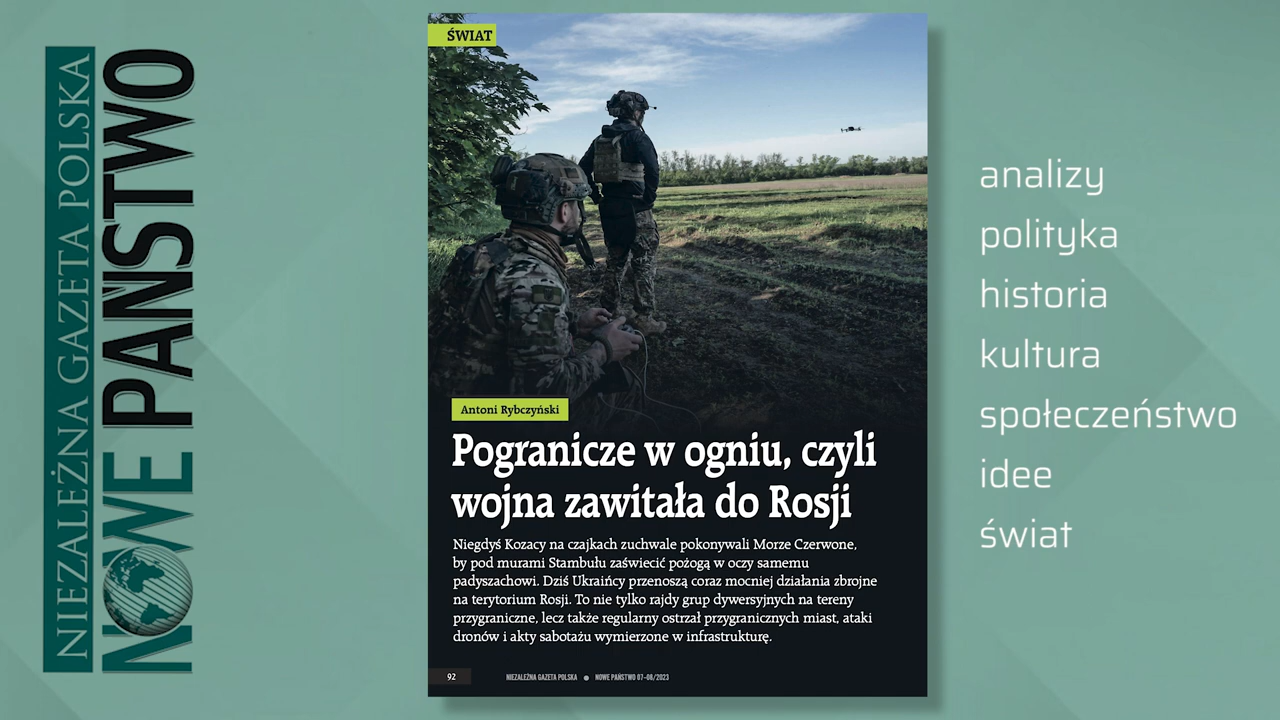 NIEZALEŻNA GAZETA POLSKA
NOWE PAŃSTWO
ŚWIAT
Antoni Rybczyński
Pogranicze w ogniu, czyli
wojna zawitała do Rosji
Niegdyś Kozacy na czajkach zuchwale pokonywali Morze Czerwone,
by pod murami Stambułu zaświecić pożogą w oczy samemu
padyszachowi. Dziś Ukraińcy przenoszą coraz mocniej działania zbrojne
na terytorium Rosji. To nie tylko rajdy grup dywersyjnych na tereny
przygraniczne, lecz także regularny ostrzał przygranicznych miast, ataki
dronów i akty sabotażu wymierzone w infrastrukturę.
92 NIEZALEŻNA GAZETA POLSKA ● NOWE PAŃSTWO 07-08/2023
analizy
polityka
historia
kultura
społeczeństwo
idee
świat